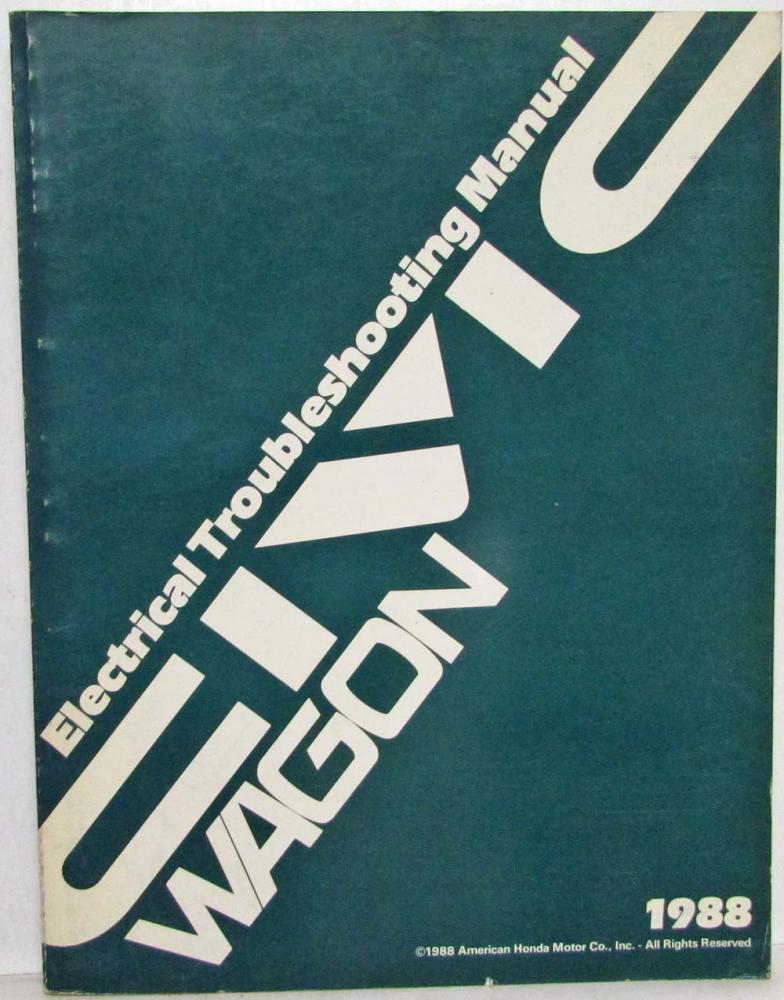 Electrical Troubleshooting Manual
CIVIC
WAGON
1988
©1988 American Honda Motor Co., Inc. - All Rights Reserved